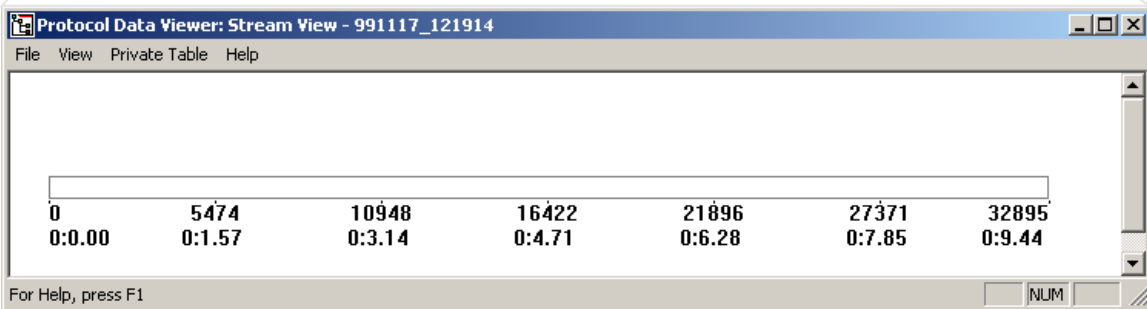 Protocol Data Viewer: Stream View - 991117_121914
File View Private Table Help
0 5474 10948 16422 21896 27371 32895
0:0.00 0:1.57 0:3.14 0:4.71 0:6.28 0:7.85 0:9.44
For Help, press F1 NUM